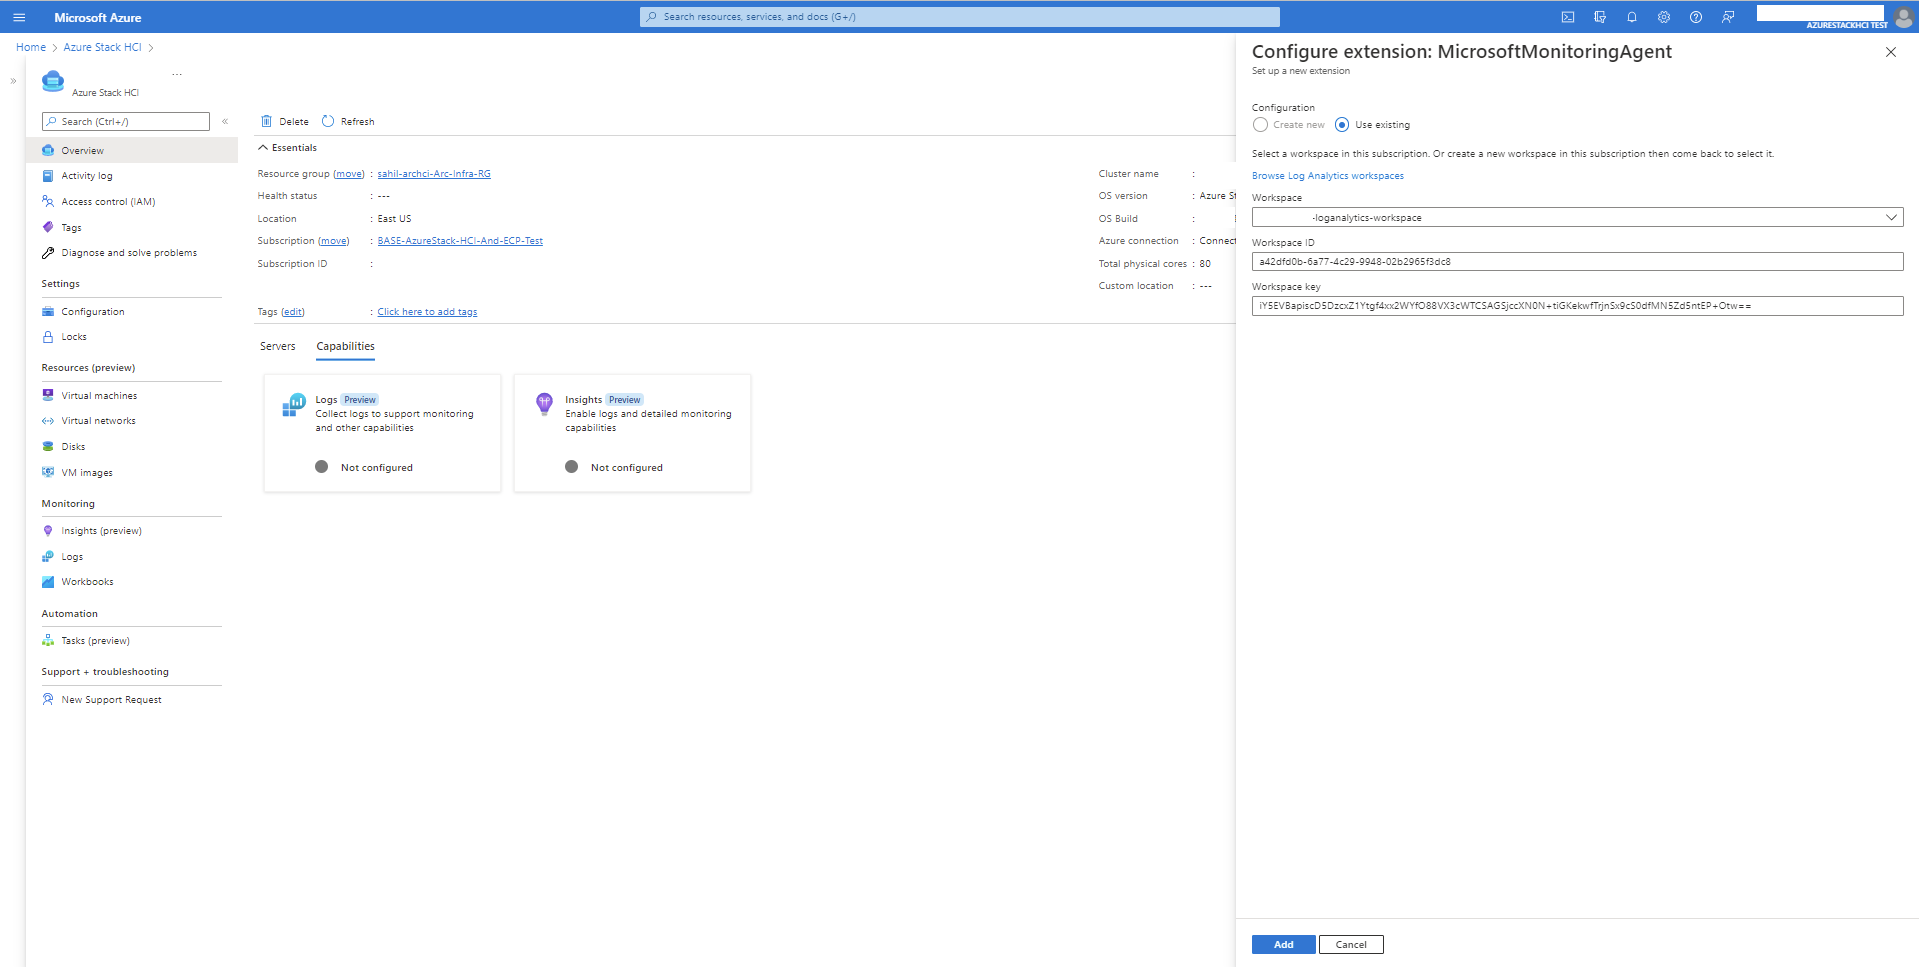 Microsoft Azure
Search resources, services, and docs (G+/)
AZURESTACKHCI TEST
Home > Azure Stack HCI >
Azure Stack HCI
Search (Ctrl+/)
Overview
Activity log
Access control (IAM)
Tags
Diagnose and solve problems
Settings
Configuration
Locks
Resources (preview)
Virtual machines
Virtual networks
Disks
VM images
Monitoring
Insights (preview)
Logs
Workbooks
Automation
Tasks (preview)
Support + troubleshooting
New Support Request
Delete Refresh
Essentials
Resource group (move) : sahil-archci-Arc-Infra-RG
Health status : ---
Location : East US
Subscription (move) : BASE-AzureStack-HCI-And-ECP-Test
Subscription ID :
Tags (edit) : Click here to add tags
Cluster name :
OS version : Azure St
OS Build :
Azure connection : Connect
Total physical cores : 80
Custom location : ---
Servers Capabilities
Logs Preview
Collect logs to support monitoring
and other capabilities
Not configured
Insights Preview
Enable logs and detailed monitoring
capabilities
Not configured
Configure extension: MicrosoftMonitoringAgent
Set up a new extension
Configuration
Create new Use existing
Select a workspace in this subscription. Or create a new workspace in this subscription then come back to select it.
Browse Log Analytics workspaces
Workspace
-loganalytics-workspace
Workspace ID
a42dfd0b-6a77-4c29-9948-02b2965f3dc8
Workspace key
iY5EVBapiscD5DzcxZ1Ytgf4xx2WYfO88VX3cWTCSAGSjccXN0N+tiGKekwfTrjnSx9cS0dfMN5Zd5ntEP+Otw==
Add Cancel